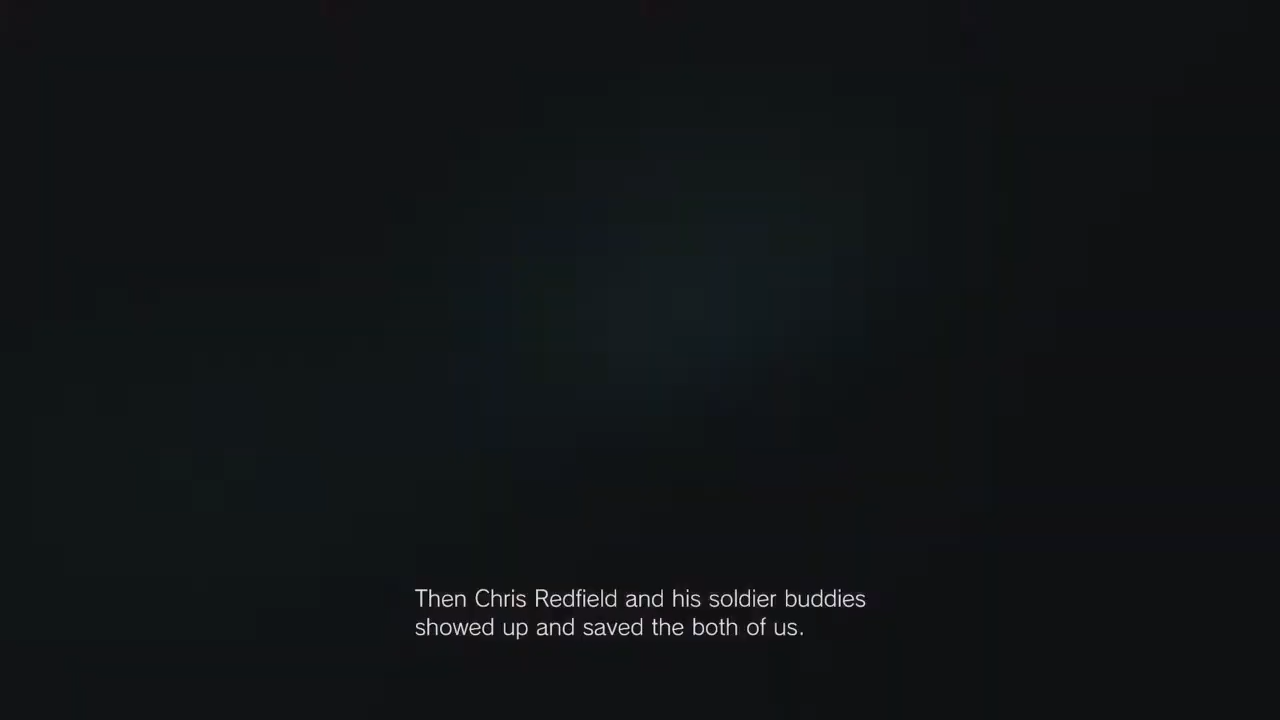 Then Chris Redfield and his soldier buddies
showed up and saved the both of us.